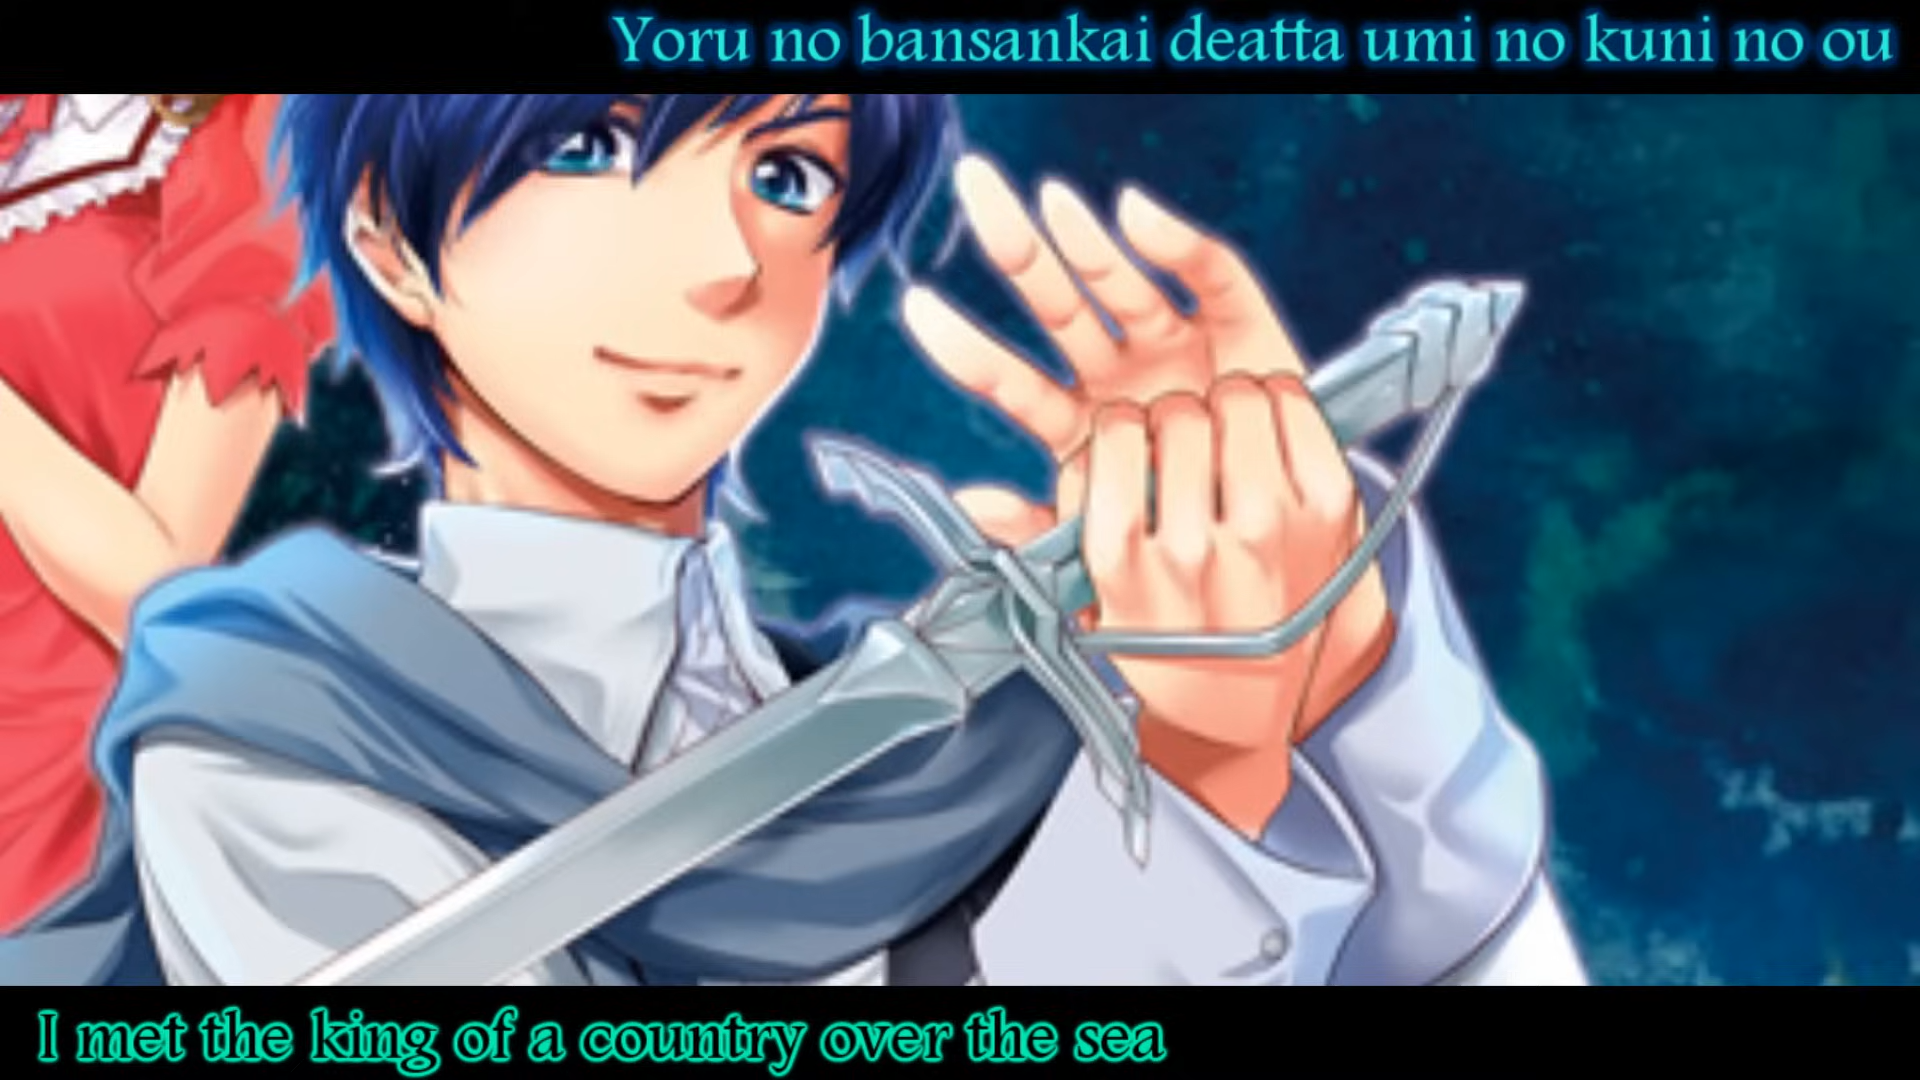 Yoru no bansankai deatta umi no kuni no ou
I met the king of a country over the sea